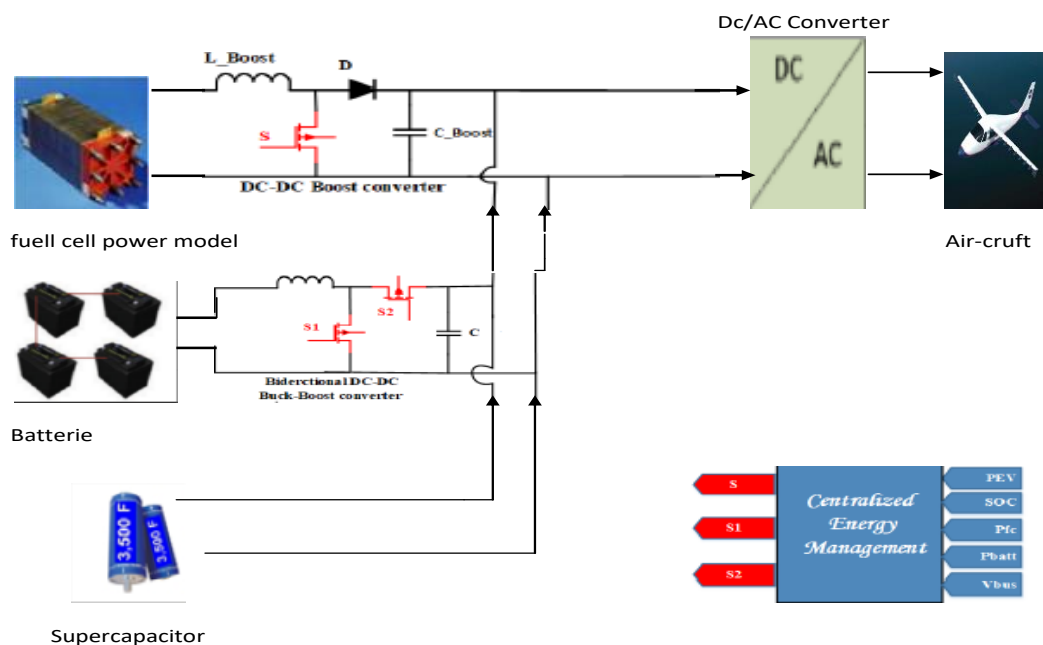 Dc/AC Converter
L_Boost
D
DC
S
C_Boost
AC
DC-DC Boost converter
fuell cell power model
Air-cruft
S2
S1
C
Biderctional DC-DC
Buck-Boost converter
Batterie
3,500 F
3,500 F
Supercapacitor
S
S1
S2
Centralized
Energy
Management
PEV
SOC
Pfc
Pbatt
Vbus